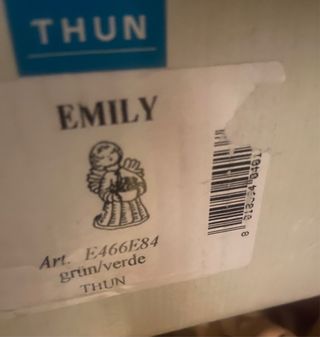 THUN
EMILY
Art. E466E84
grün/verde
THUN